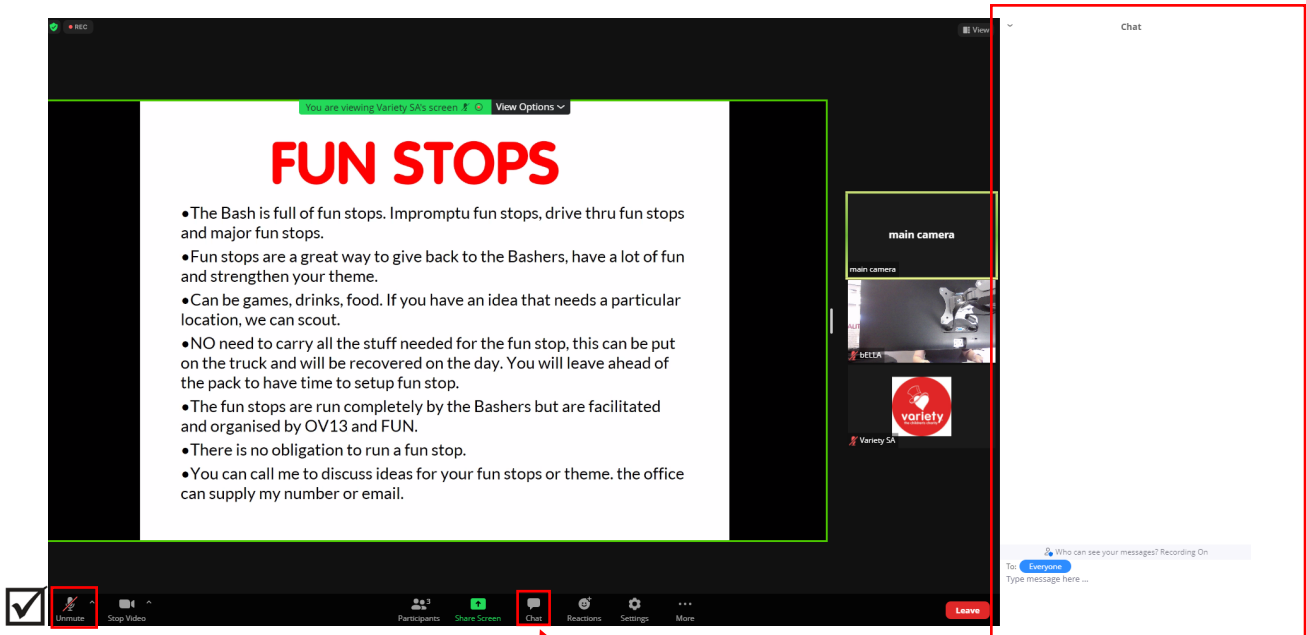 REC
View
Chat
You are viewing Variety SA's screen
View Options
FUN STOPS
•The Bash is full of fun stops. Impromptu fun stops, drive thru fun stops
and major fun stops.
•Fun stops are a great way to give back to the Bashers, have a lot of fun
and strengthen your theme.
•Can be games, drinks, food. If you have an idea that needs a particular
location, we can scout.
•NO need to carry all the stuff needed for the fun stop, this can be put
on the truck and will be recovered on the day. You will leave ahead of
the pack to have time to setup fun stop.
•The fun stops are run completely by the Bashers but are facilitated
and organised by OV13 and FUN.
•There is no obligation to run a fun stop.
•You can call me to discuss ideas for your fun stops or theme. the office
can supply my number or email.
main camera
main camera
bELLA
variety
the children's charity
Variety SA
Who can see your messages? Recording On
To: Everyone
Type message here ...
Unmute
Stop Video
Participants
3
Share Screen
Chat
Reactions
Settings
More
Leave